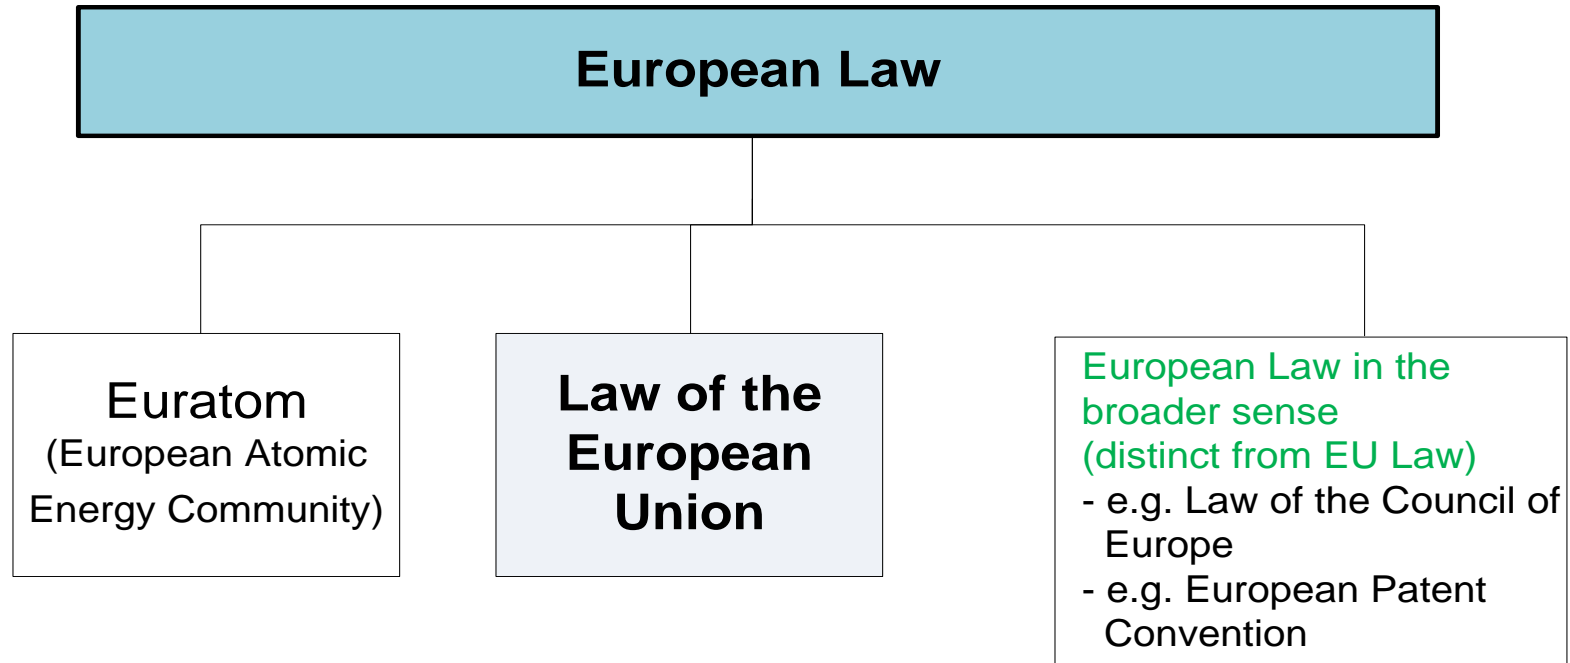 European Law
Euratom
(European Atomic
Energy Community)
Law of the
European
Union
European Law in the
broader sense
(distinct from EU Law)
- e.g. Law of the Council of
Europe
- e.g. European Patent
Convention